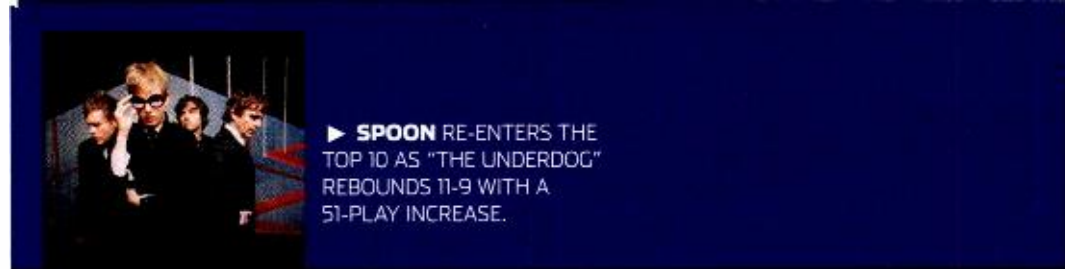 ► SPOON RE-ENTERS THE
TOP 10 AS "THE UNDERDOG"
REBOUNDS 11-9 WITH A
51-PLAY INCREASE.